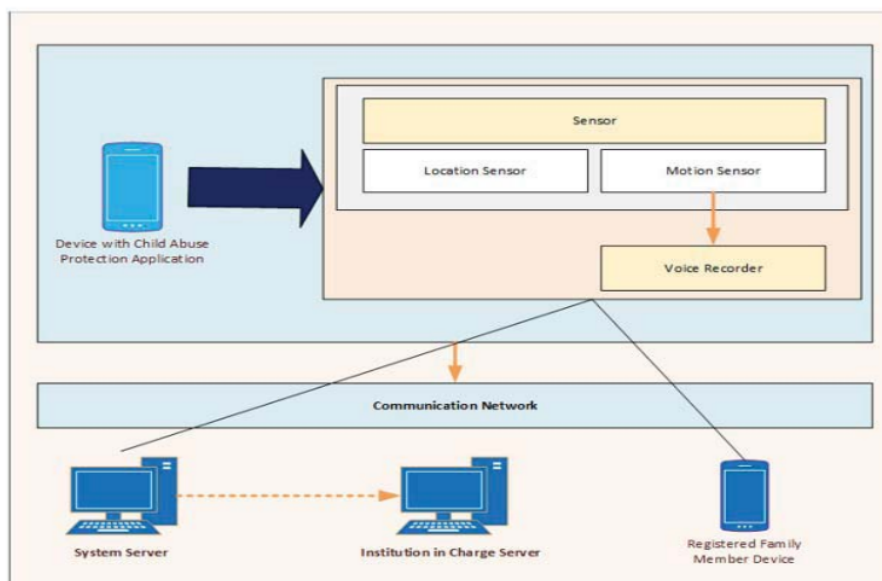 Sensor
Location Sensor
Motion Sensor
Device with Child Abuse
Protection Application
Voice Recorder
Communication Network
System Server
Institution in Charge Server
Registered Family
Member Device